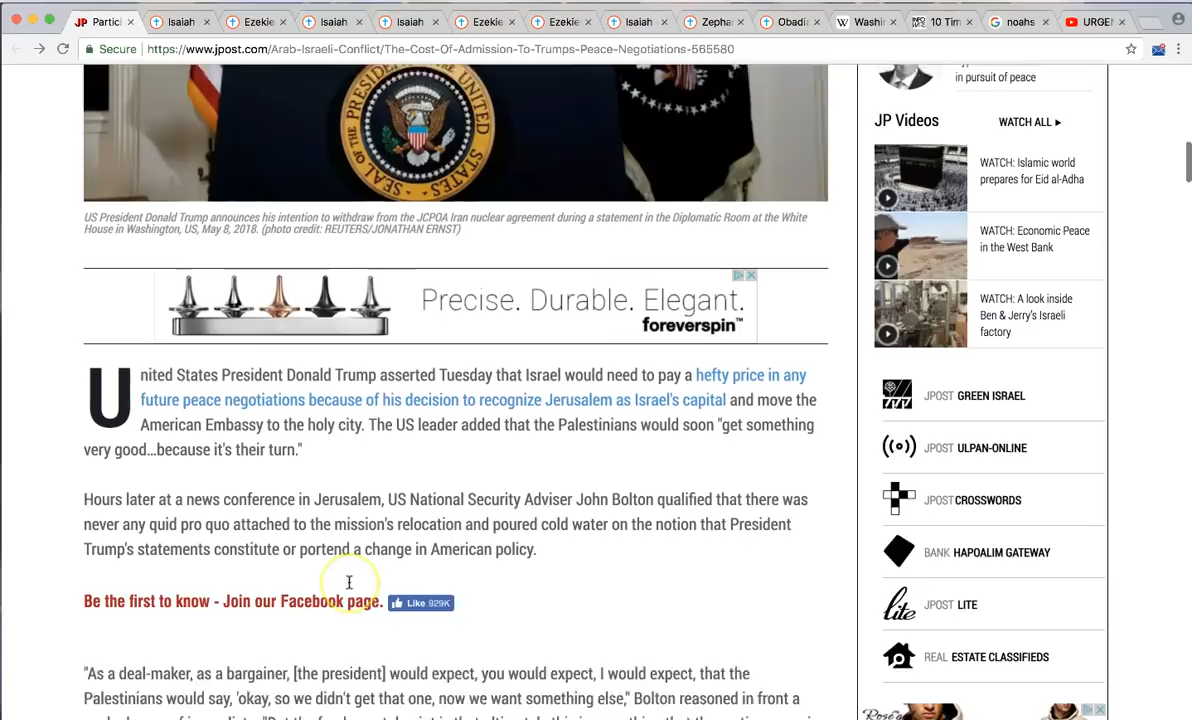 JP Partici
Isaiah
Ezekie
Isaiah
Isaiah
Ezekie
Ezekie
Isaiah
Zepha
Obadi
Washi
10 Tim
noahs
URGEN
Secure
https://www.jpost.com/Arab-Israeli-Conflict/The-Cost-Of-Admission-To-Trumps-Peace-Negotiations-565580
SEAL OF THE PRESIDENT OF THE UNITED STATES
US President Donald Trump announces his intention to withdraw from the JCPOA Iran nuclear agreement during a statement in the Diplomatic Room at the White
House in Washington, US, May 8, 2018. (photo credit: REUTERS/JONATHAN ERNST)
Precise. Durable. Elegant.
foreverspin™
United States President Donald Trump asserted Tuesday that Israel would need to pay a hefty price in any
future peace negotiations because of his decision to recognize Jerusalem as Israel's capital and move the
American Embassy to the holy city. The US leader added that the Palestinians would soon "get something
very good...because it's their turn."
Hours later at a news conference in Jerusalem, US National Security Adviser John Bolton qualified that there was
never any quid pro quo attached to the mission's relocation and poured cold water on the notion that President
Trump's statements constitute or portend a change in American policy.
Be the first to know - Join our Facebook page.
Like 929K
"As a deal-maker, as a bargainer, [the president] would expect, you would expect, I would expect, that the
Palestinians would say, 'okay, so we didn't get that one, now we want something else," Bolton reasoned in front a
in pursuit of peace
JP Videos
WATCH ALL ▸
WATCH: Islamic world
prepares for Eid al-Adha
WATCH: Economic Peace
in the West Bank
WATCH: A look inside
Ben & Jerry's Israeli
factory
JPOST GREEN ISRAEL
JPOST ULPAN-ONLINE
JPOST CROSSWORDS
BANK HAPOALIM GATEWAY
lite
JPOST LITE
REAL ESTATE CLASSIFIEDS